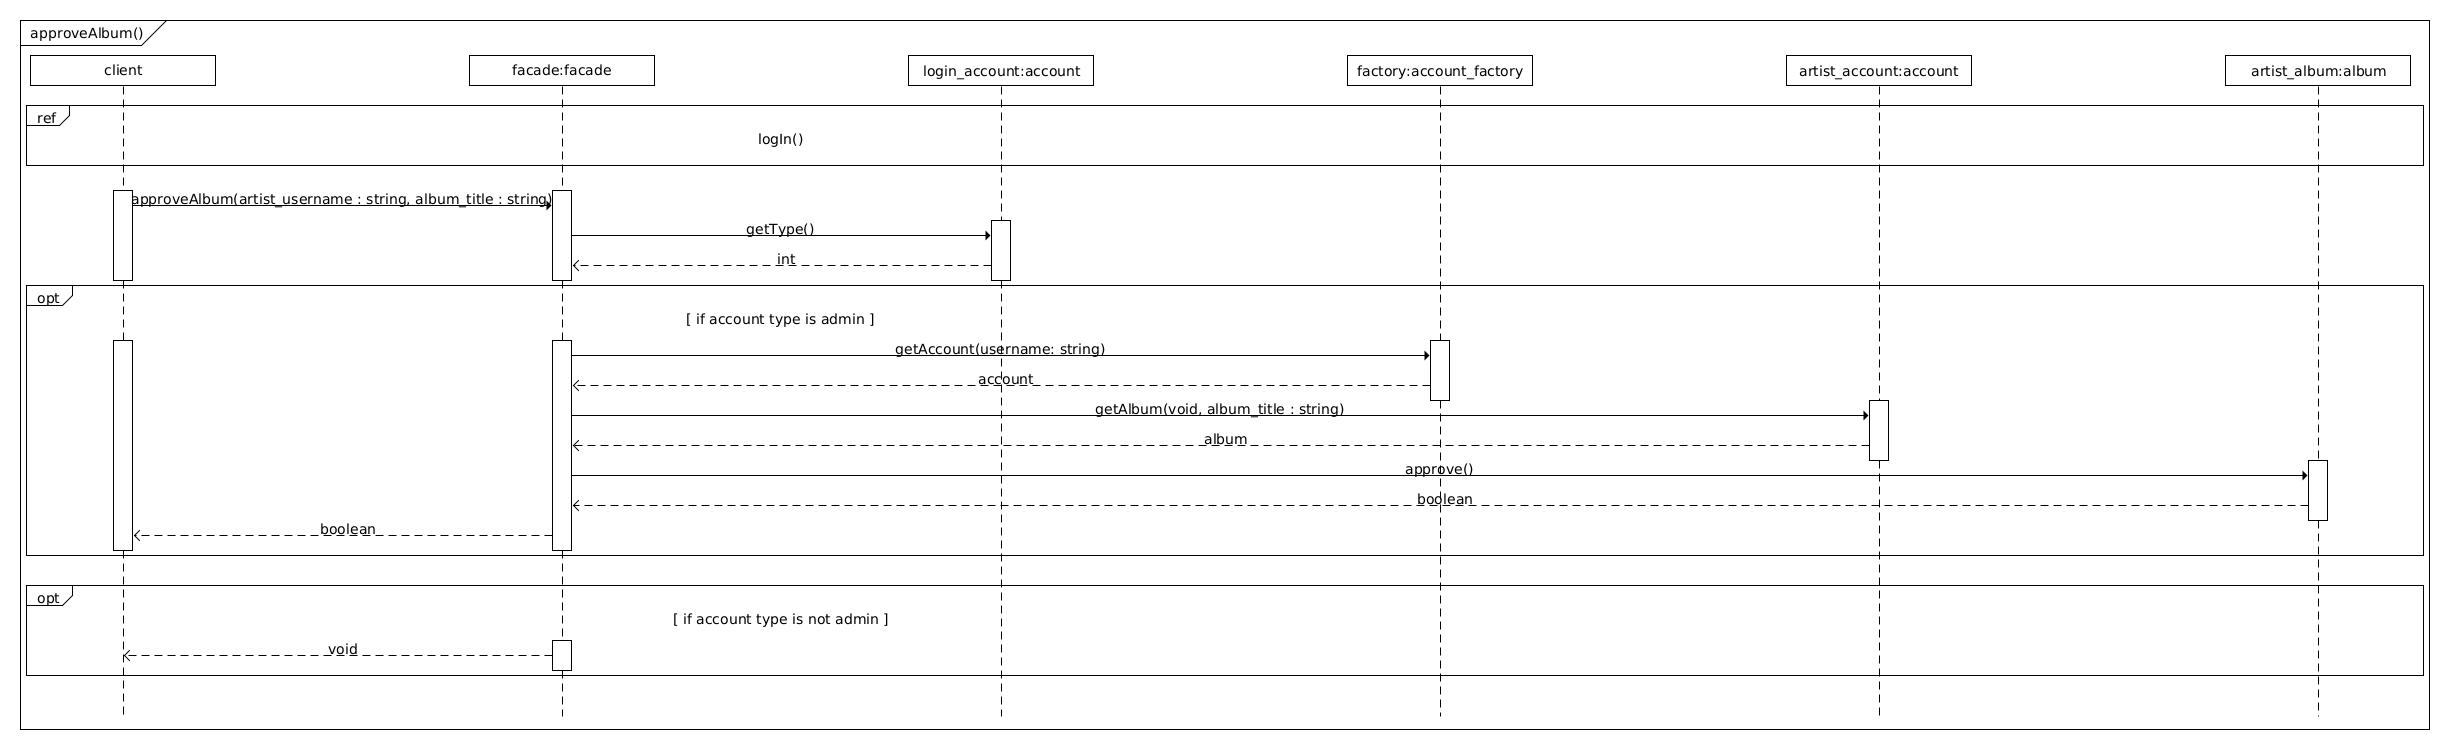 approveAlbum()
client
facade:facade
login_account:account
factory:account_factory
artist_account:account
artist_album:album
ref
logIn()
approveAlbum(artist_username : string, album_title : string)
getType()
int
opt
[ if account type is admin ]
getAccount(username: string)
account
getAlbum(void, album_title : string)
album
approve()
boolean
boolean
opt
[ if account type is not admin ]
void